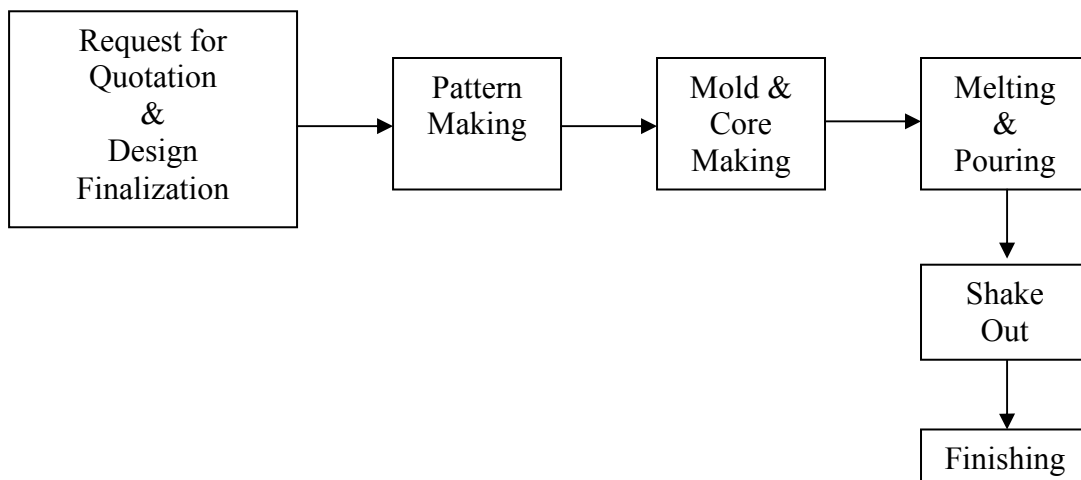 Request for
Quotation
&
Design
Finalization
Pattern
Making
Mold &
Core
Making
Melting
&
Pouring
Shake
Out
Finishing